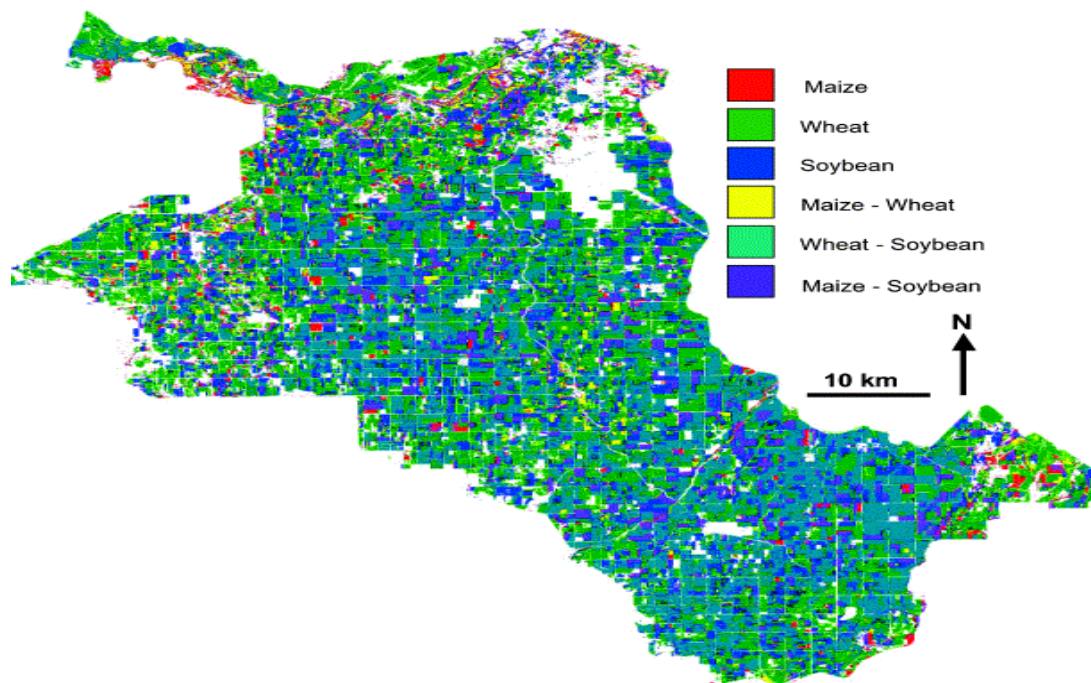 Maize
Wheat
Soybean
Maize - Wheat
Wheat - Soybean
Maize - Soybean
N
10 km